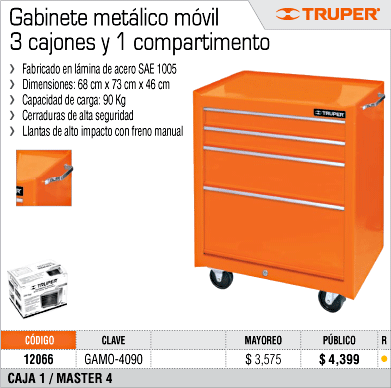 Gabinete metálico móvil
3 cajones y 1 compartimento
TRUPER®
Fabricado en lámina de acero SAE 1005
Dimensiones: 68 cm x 73 cm x 46 cm
Capacidad de carga: 90 Kg
Cerraduras de alta seguridad
Llantas de alto impacto con freno manual
TRUPER
CÓDIGO CLAVE MAYOREO PÚBLICO R
12066 GAMO-4090 $ 3,575 $ 4,399
CAJA 1 / MASTER 4